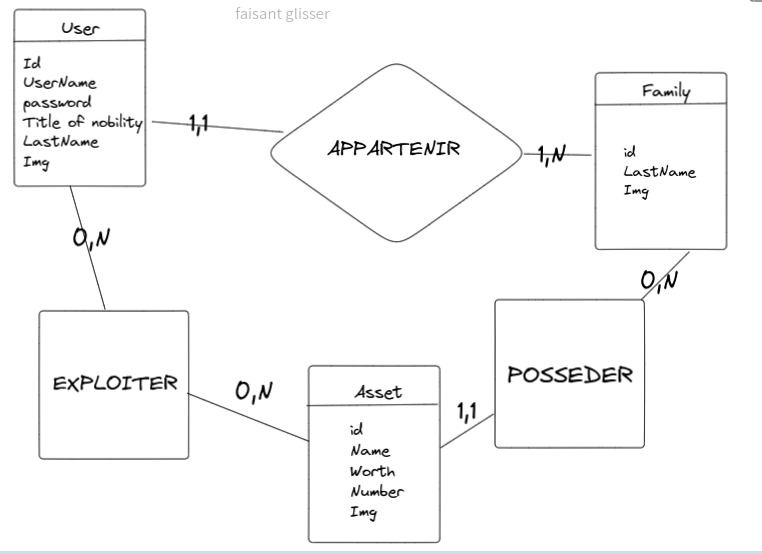 faisant glisser
User
Id
UserName
password
Title of nobility
LastName
Img
1,1
APPARTENIR
1,N
Family
id
LastName
Img
0,N
0,N
EXPLOITER
0,N
Asset
id
Name
Worth
Number
Img
1,1
POSSEDER